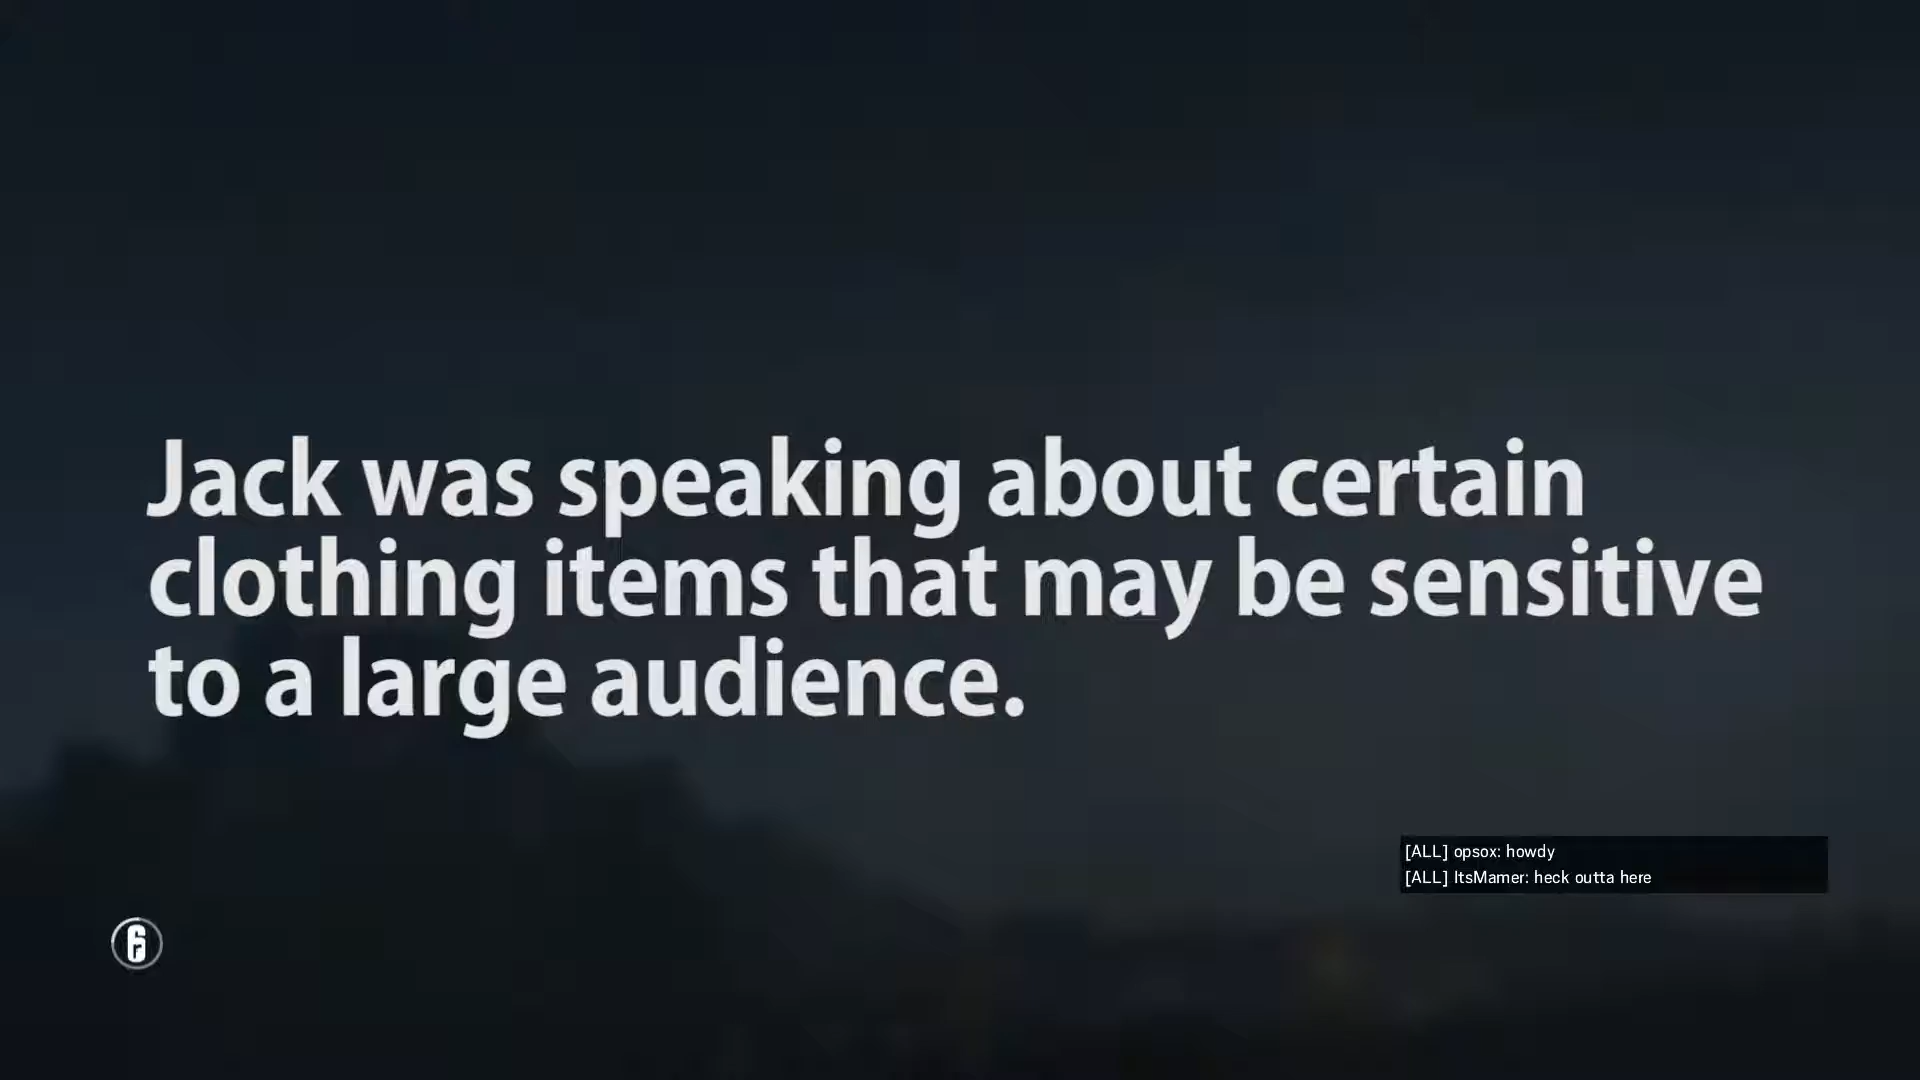 Jack was speaking about certain
clothing items that may be sensitive
to a large audience.
[ALL] opsox: howdy
[ALL] ItsMamer: heck outta here
6